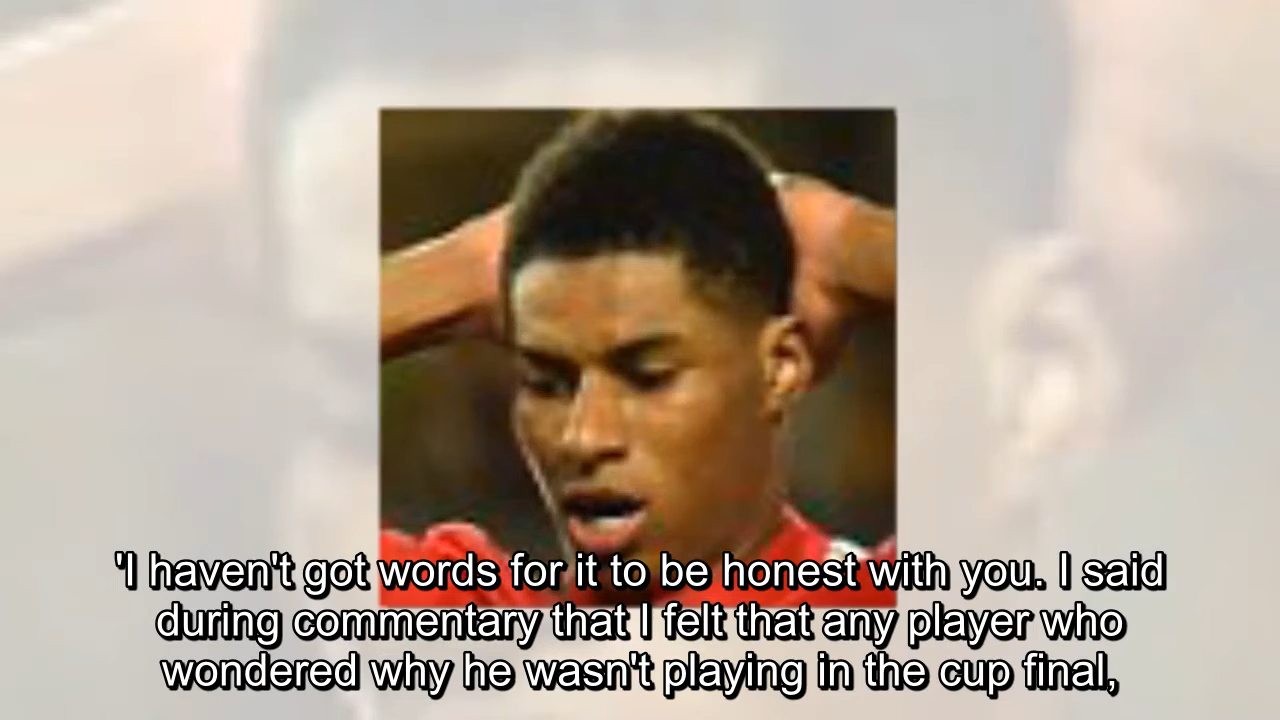 'I haven't got words for it to be honest with you. I said
during commentary that I felt that any player who
wondered why he wasn't playing in the cup final,